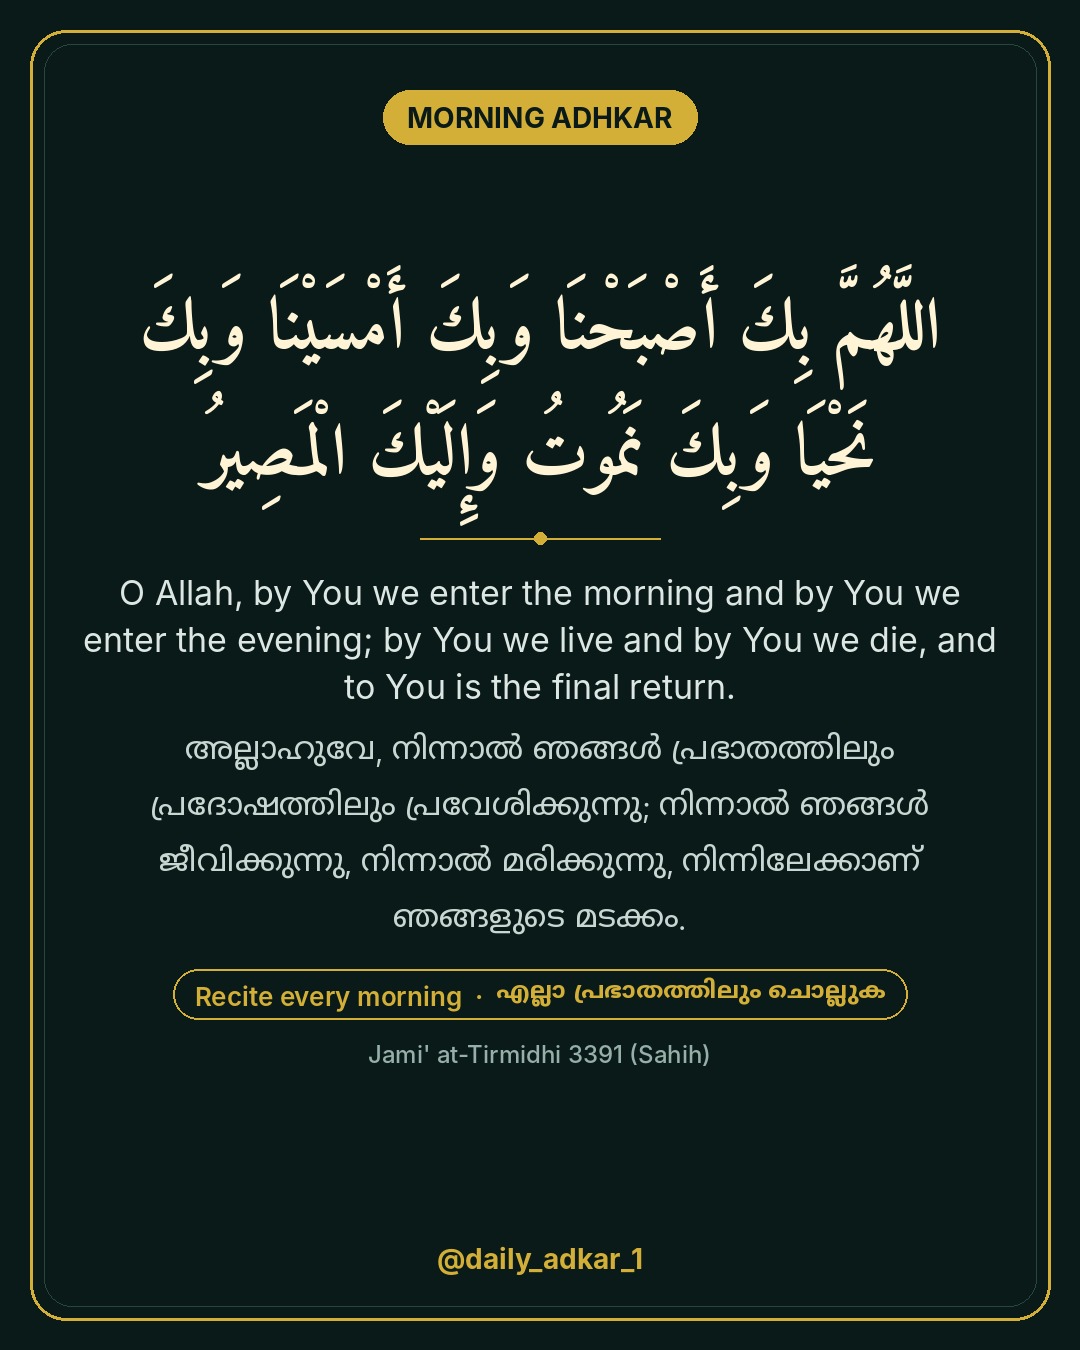 MORNING ADHKAR
اللَّهُمَّ بِكَ أَصْبَحْنَا وَبِكَ أَمْسَيْنَا وَبِكَ
نَحْيَا وَبِكَ نَمُوتُ وَإِلَيْكَ الْمَصِيرُ
O Allah, by You we enter the morning and by You we
enter the evening; by You we live and by You we die, and
to You is the final return.
അല്ലാഹുവേ, നിന്നാൽ ഞങ്ങൾ പ്രഭാതത്തിലും
പ്രദോഷത്തിലും പ്രവേശിക്കുന്നു; നിന്നാൽ ഞങ്ങൾ
ജീവിക്കുന്നു, നിന്നാൽ മരിക്കുന്നു, നിന്നിലേക്കാണ്
ഞങ്ങളുടെ മടക്കം.
Recite every morning · എല്ലാ പ്രഭാതത്തിലും ചൊല്ലുക
Jami' at-Tirmidhi 3391 (Sahih)
@daily_adkar_1